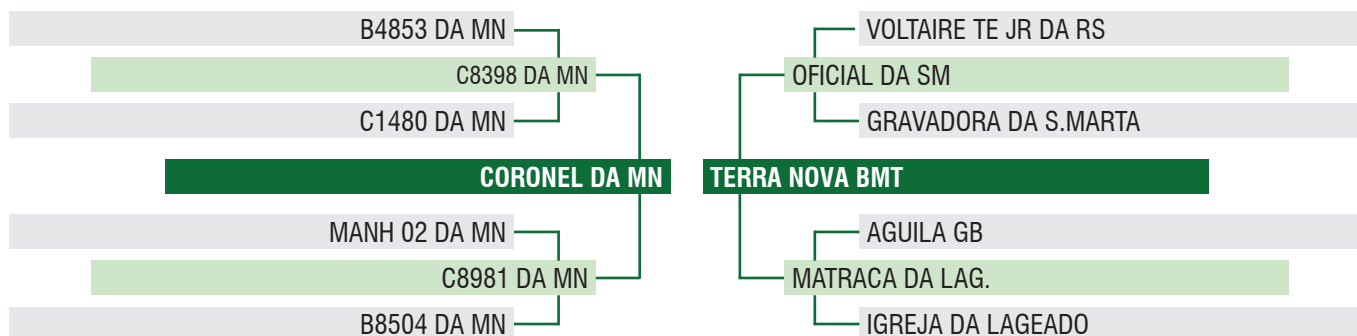 B4853 DA MN
C8398 DA MN
C1480 DA MN
CORONEL DA MN
MANH 02 DA MN
C8981 DA MN
B8504 DA MN
VOLTAIRE TE JR DA RS
OFICIAL DA SM
GRAVADORA DA S.MARTA
TERRA NOVA BMT
AGUILA GB
MATRACA DA LAG.
IGREJA DA LAGEADO